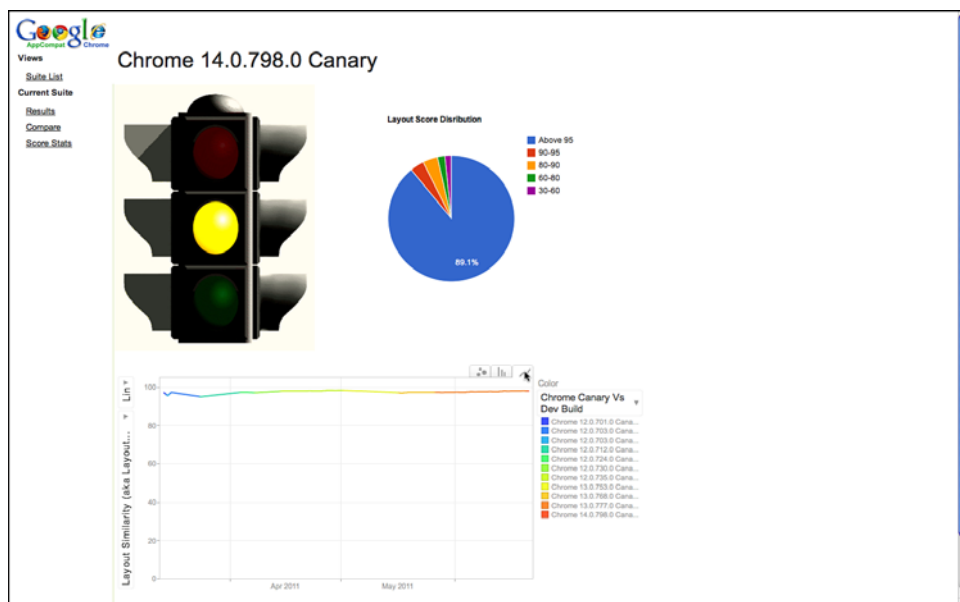 Google
AppCompat Chrome
Views
Suite List
Current Suite
Results
Compare
Score Stats
Chrome 14.0.798.0 Canary
Layout Score Disribution
Above 95
90-95
80-90
60-80
30-60
89.1%
Lin
Layout Similarity (aka Layout...
100
80
60
40
20
0
Apr 2011
May 2011
Color
Chrome Canary Vs
Dev Build
Chrome 12.0.701.0 Cana...
Chrome 12.0.703.0 Cana...
Chrome 12.0.703.0 Cana...
Chrome 12.0.712.0 Cana...
Chrome 12.0.724.0 Cana...
Chrome 12.0.730.0 Cana...
Chrome 12.0.735.0 Cana...
Chrome 13.0.753.0 Cana...
Chrome 13.0.768.0 Cana...
Chrome 13.0.777.0 Cana...
Chrome 14.0.798.0 Cana...